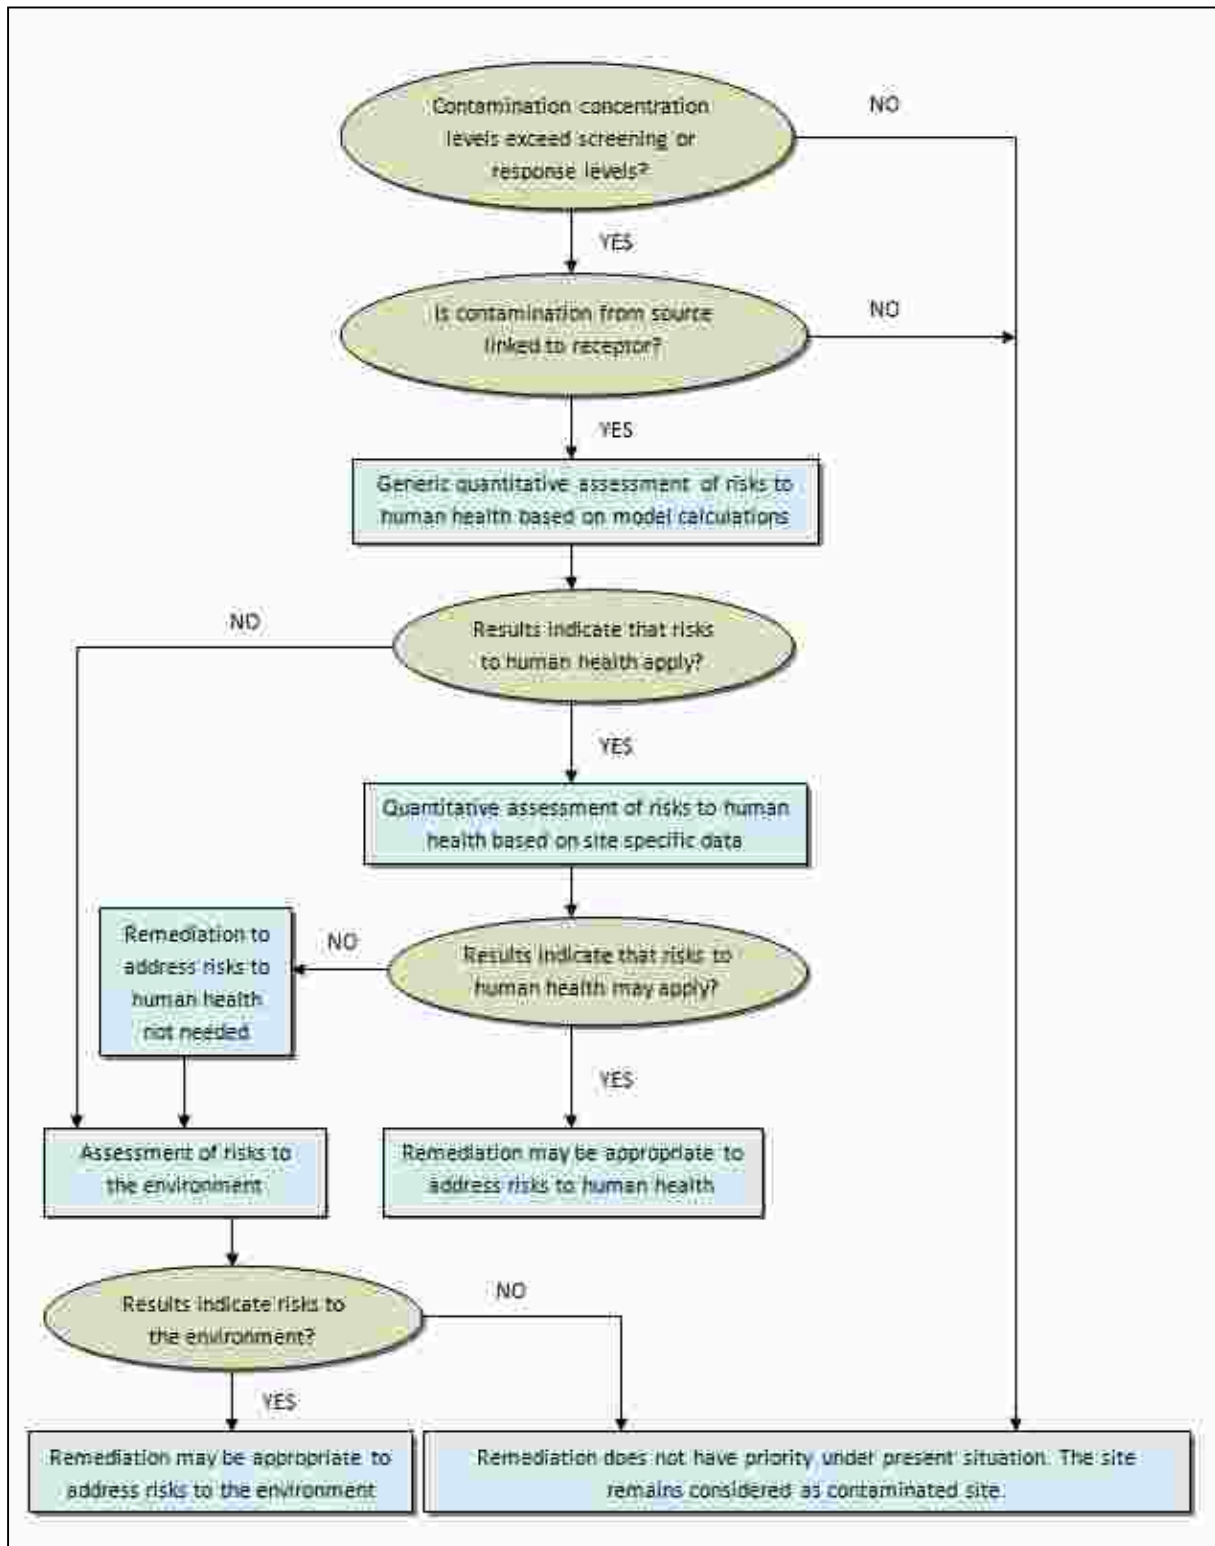 Contamination concentration
levels exceed screening or
response levels?
NO
YES
Is contamination from source
linked to receptor?
NO
YES
Generic quantitative assessment of risks to
human health based on model calculations
Results indicate that risks
to human health apply?
NO
YES
Quantitative assessment of risks to human
health based on site specific data
Remediation to
address risks to
human health
not needed
NO
Results indicate that risks to
human health may apply?
YES
Assessment of risks to
the environment
Remediation may be appropriate to
address risks to human health
Results indicate risks to
the environment?
NO
YES
Remediation may be appropriate to
address risks to the environment
Remediation does not have priority under present situation. The site
remains considered as contaminated site.